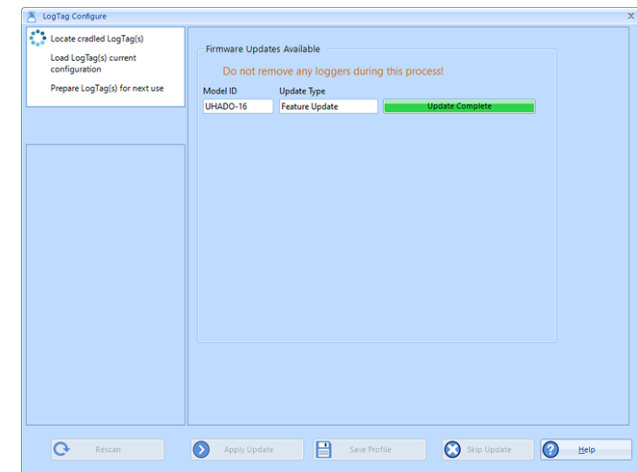 LogTag Configure
x
Locate cradled LogTag(s)
Load LogTag(s) current
configuration
Prepare LogTag(s) for next use
Firmware Updates Available
Do not remove any loggers during this process!
Model ID Update Type
UHADO-16 Feature Update Update Complete
Rescan Apply Update Save Profile Skip Update ? Help